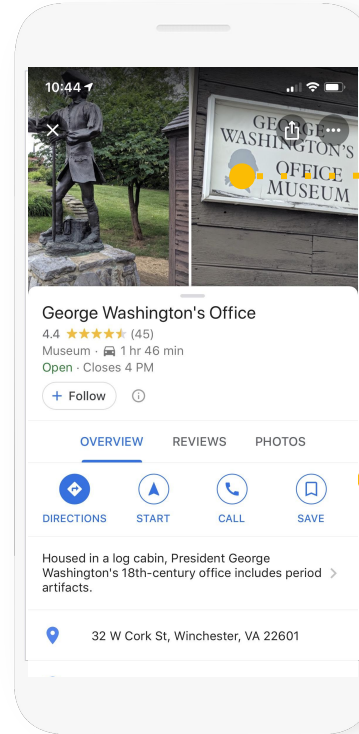 10:44
GEORGE
WASHINGTON'S
OFFICE
MUSEUM
George Washington's Office
4.4 (45)
Museum · 1 hr 46 min
Open · Closes 4 PM
+ Follow
OVERVIEW REVIEWS PHOTOS
DIRECTIONS START CALL SAVE
Housed in a log cabin, President George
Washington's 18th-century office includes period
artifacts.
32 W Cork St, Winchester, VA 22601